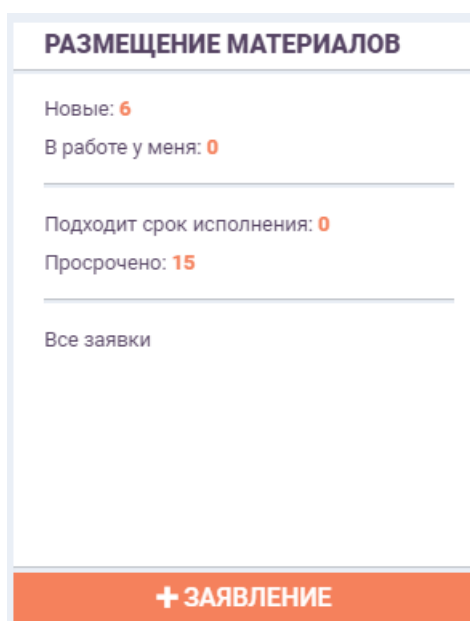 РАЗМЕЩЕНИЕ МАТЕРИАЛОВ
Новые: 6
В работе у меня: 0
Подходит срок исполнения: 0
Просрочено: 15
Все заявки
+ ЗАЯВЛЕНИЕ